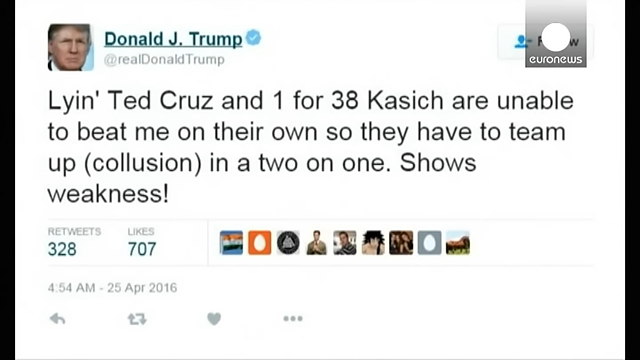 Donald J. Trump
@realDonaldTrump
euronews
Lyin' Ted Cruz and 1 for 38 Kasich are unable
to beat me on their own so they have to team
up (collusion) in a two on one. Shows
weakness!
RETWEETS LIKES
328 707
4:54 AM - 25 Apr 2016